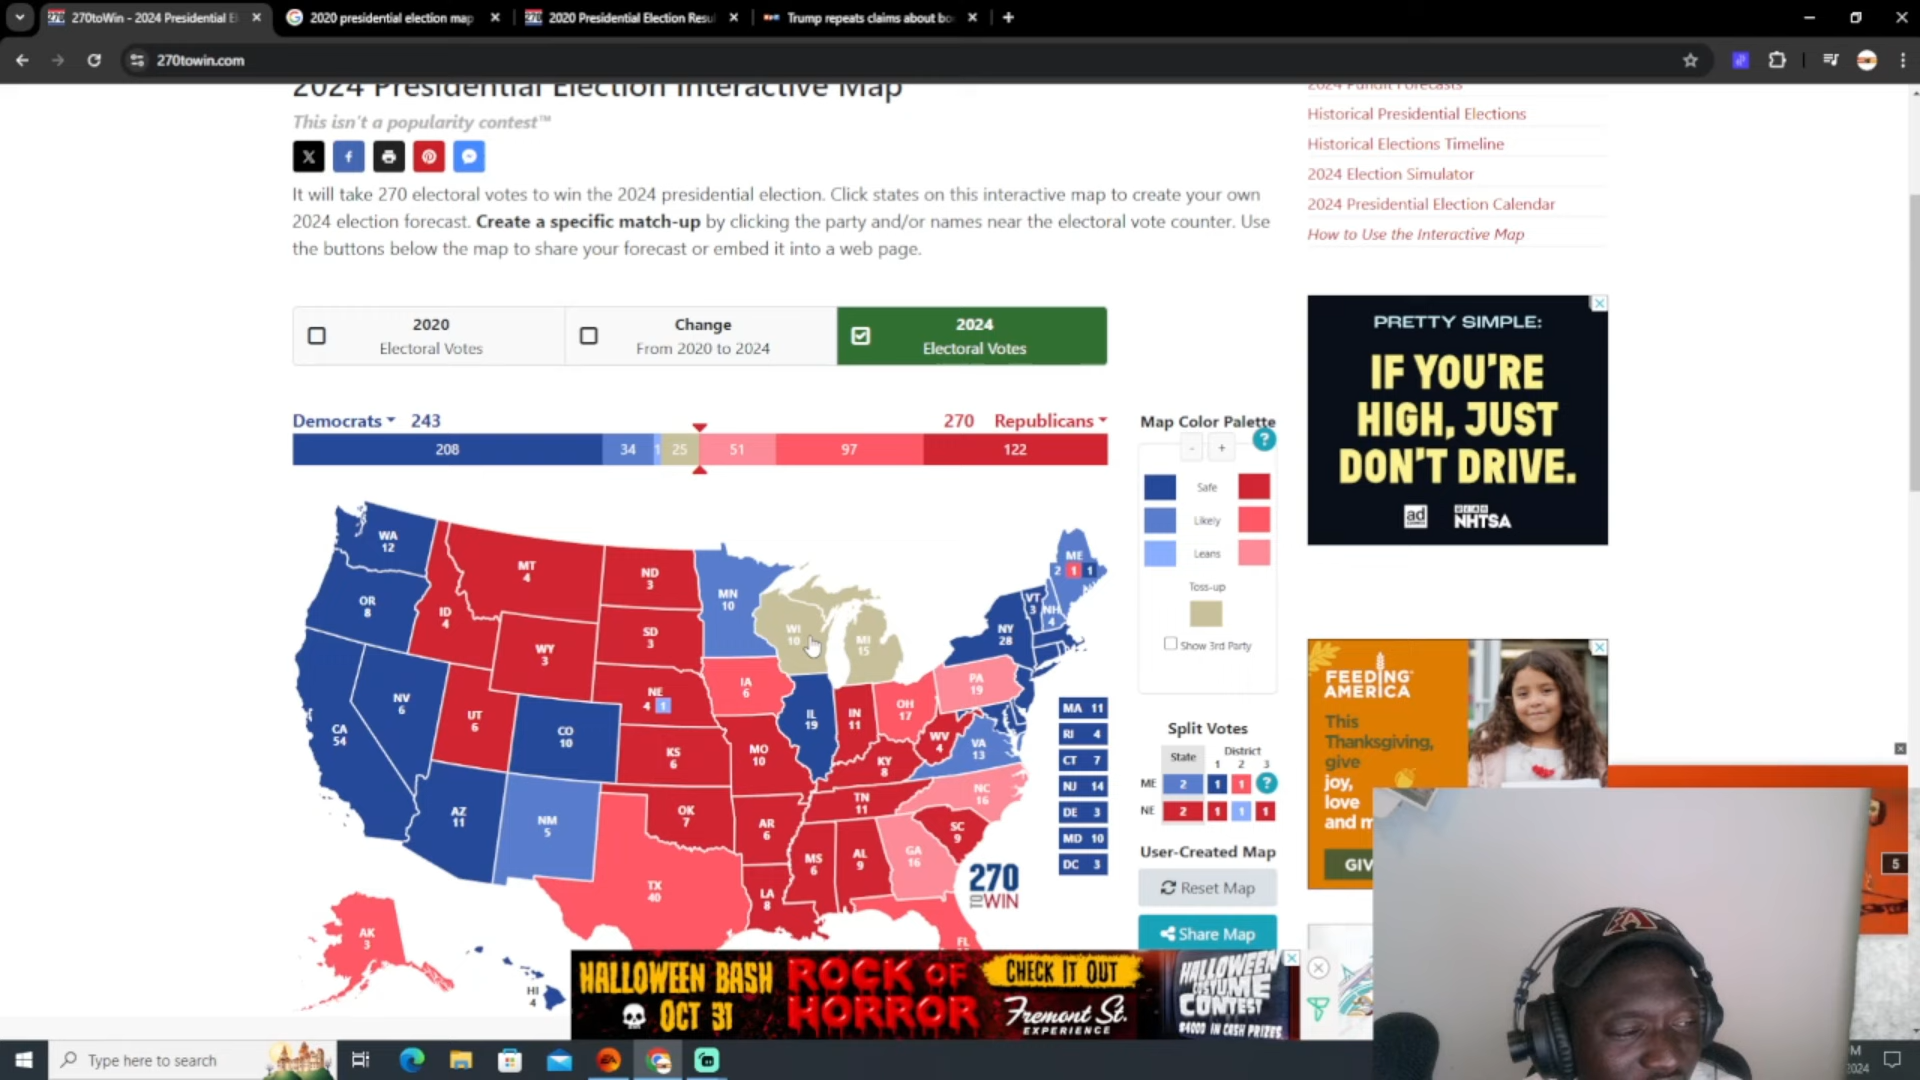 270toWin - 2024 Presidential E
2020 presidential election map
2020 Presidential Election Resu
Trump repeats claims about bo
270towin.com
2024 Presidential Election Interactive Map
This isn't a popularity contest™
It will take 270 electoral votes to win the 2024 presidential election. Click states on this interactive map to create your own
2024 election forecast. Create a specific match-up by clicking the party and/or names near the electoral vote counter. Use
the buttons below the map to share your forecast or embed it into a web page.
2024 Pundit Forecasts
Historical Presidential Elections
Historical Elections Timeline
2024 Election Simulator
2024 Presidential Election Calendar
How to Use the Interactive Map
2020
Electoral Votes
Change
From 2020 to 2024
2024
Electoral Votes
Democrats 243
270 Republicans
208 34 1 25 51 97 122
Map Color Palette
?
- +
Safe
Likely
Leans
Toss-up
Show 3rd Party
WA
12
OR
8
CA
54
NV
6
ID
4
MT
4
WY
3
UT
6
AZ
11
CO
10
NM
5
ND
3
SD
3
NE
4 1
KS
6
OK
7
TX
40
MN
10
IA
6
MO
10
AR
6
LA
8
WI
10
IL
19
MI
15
IN
11
OH
17
KY
8
TN
11
MS
6
AL
9
GA
16
FL
SC
9
NC
16
VA
13
WV
4
PA
19
NY
28
VT
3
NH
4
ME
2 1 1
AK
3
HI
4
MA 11
RI 4
CT 7
NJ 14
DE 3
MD 10
DC 3
270
TO WIN
Split Votes
State District
1 2 3
ME 2 1 1 ?
NE 2 1 1 1
User-Created Map
Reset Map
Share Map
PRETTY SIMPLE:
IF YOU'RE
HIGH, JUST
DON'T DRIVE.
ad
NHTSA
FEEDING
AMERICA
This
Thanksgiving,
give
joy,
love
and m
GIV
5
HALLOWEEN BASH
OCT 31
ROCK OF
HORROR
CHECK IT OUT
Fremont St.
EXPERIENCE
HALLOWEEN
COSTUME
CONTEST
$4000 IN CASH PRIZES
Type here to search
M
2024